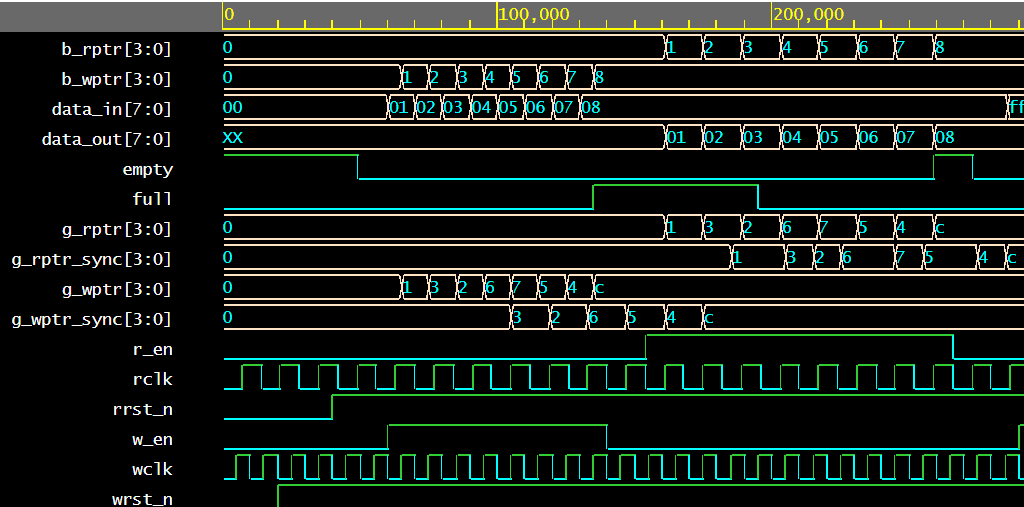 0 100,000 200,000
b_rptr[3:0] 0 1 2 3 4 5 6 7 8
b_wptr[3:0] 0 1 2 3 4 5 6 7 8
data_in[7:0] 00 01 02 03 04 05 06 07 08 ff
data_out[7:0] XX 01 02 03 04 05 06 07 08
empty
full
g_rptr[3:0] 0 1 3 2 6 7 5 4 c
g_rptr_sync[3:0] 0 1 3 2 6 7 5 4 c
g_wptr[3:0] 0 1 3 2 6 7 5 4 c
g_wptr_sync[3:0] 0 3 2 6 5 4 c
r_en
rclk
rrst_n
w_en
wclk
wrst_n